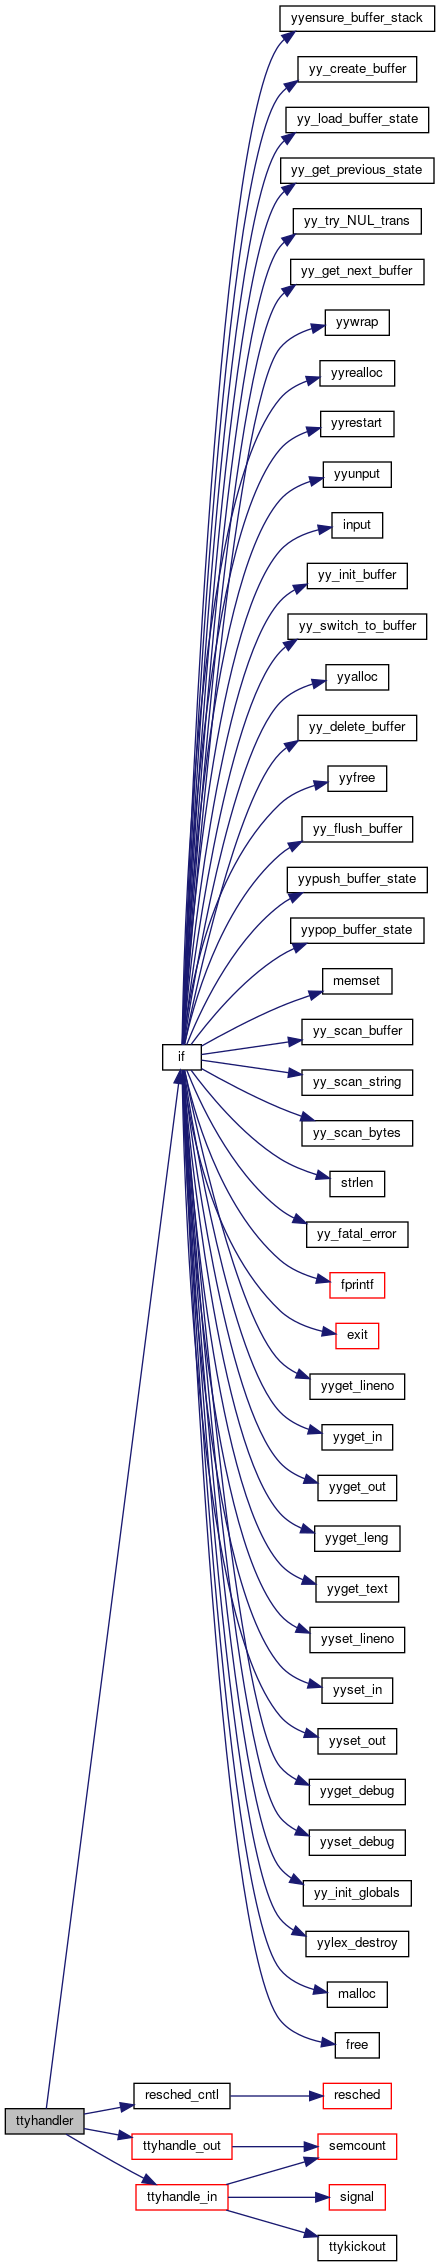 yyensure_buffer_stack
yy_create_buffer
yy_load_buffer_state
yy_get_previous_state
yy_try_NUL_trans
yy_get_next_buffer
yywrap
yyrealloc
yyrestart
yyunput
input
yy_init_buffer
yy_switch_to_buffer
yyalloc
yy_delete_buffer
yyfree
yy_flush_buffer
yypush_buffer_state
yypop_buffer_state
memset
yy_scan_buffer
if
yy_scan_string
yy_scan_bytes
strlen
yy_fatal_error
fprintf
exit
yyget_lineno
yyget_in
yyget_out
yyget_leng
yyget_text
yyset_lineno
yyset_in
yyset_out
yyget_debug
yyset_debug
yy_init_globals
yylex_destroy
malloc
free
resched_cntl
resched
ttyhandler
ttyhandle_out
semcount
ttyhandle_in
signal
ttykickout